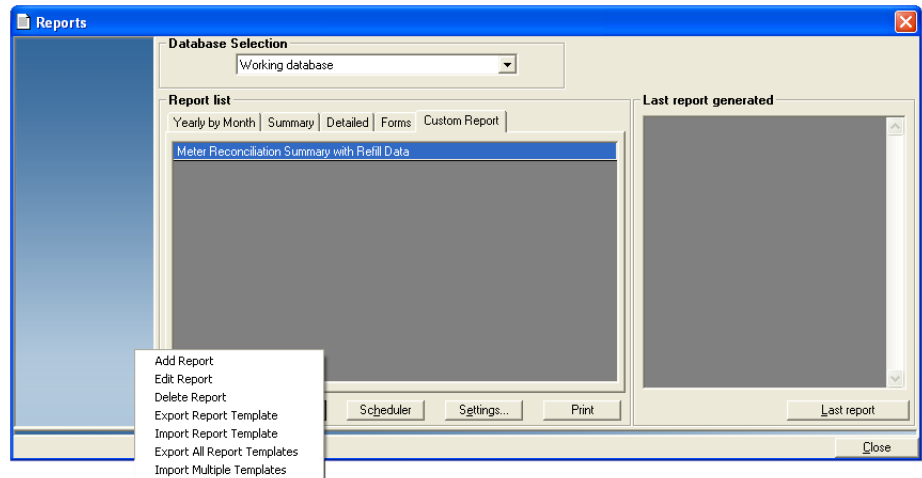 Reports
Database Selection
Working database
Report list
Yearly by Month
Summary
Detailed
Forms
Custom Report
Meter Reconciliation Summary with Refill Data
Last report generated
Add Report
Edit Report
Delete Report
Export Report Template
Import Report Template
Export All Report Templates
Import Multiple Templates
Scheduler
Settings...
Print
Last report
Close